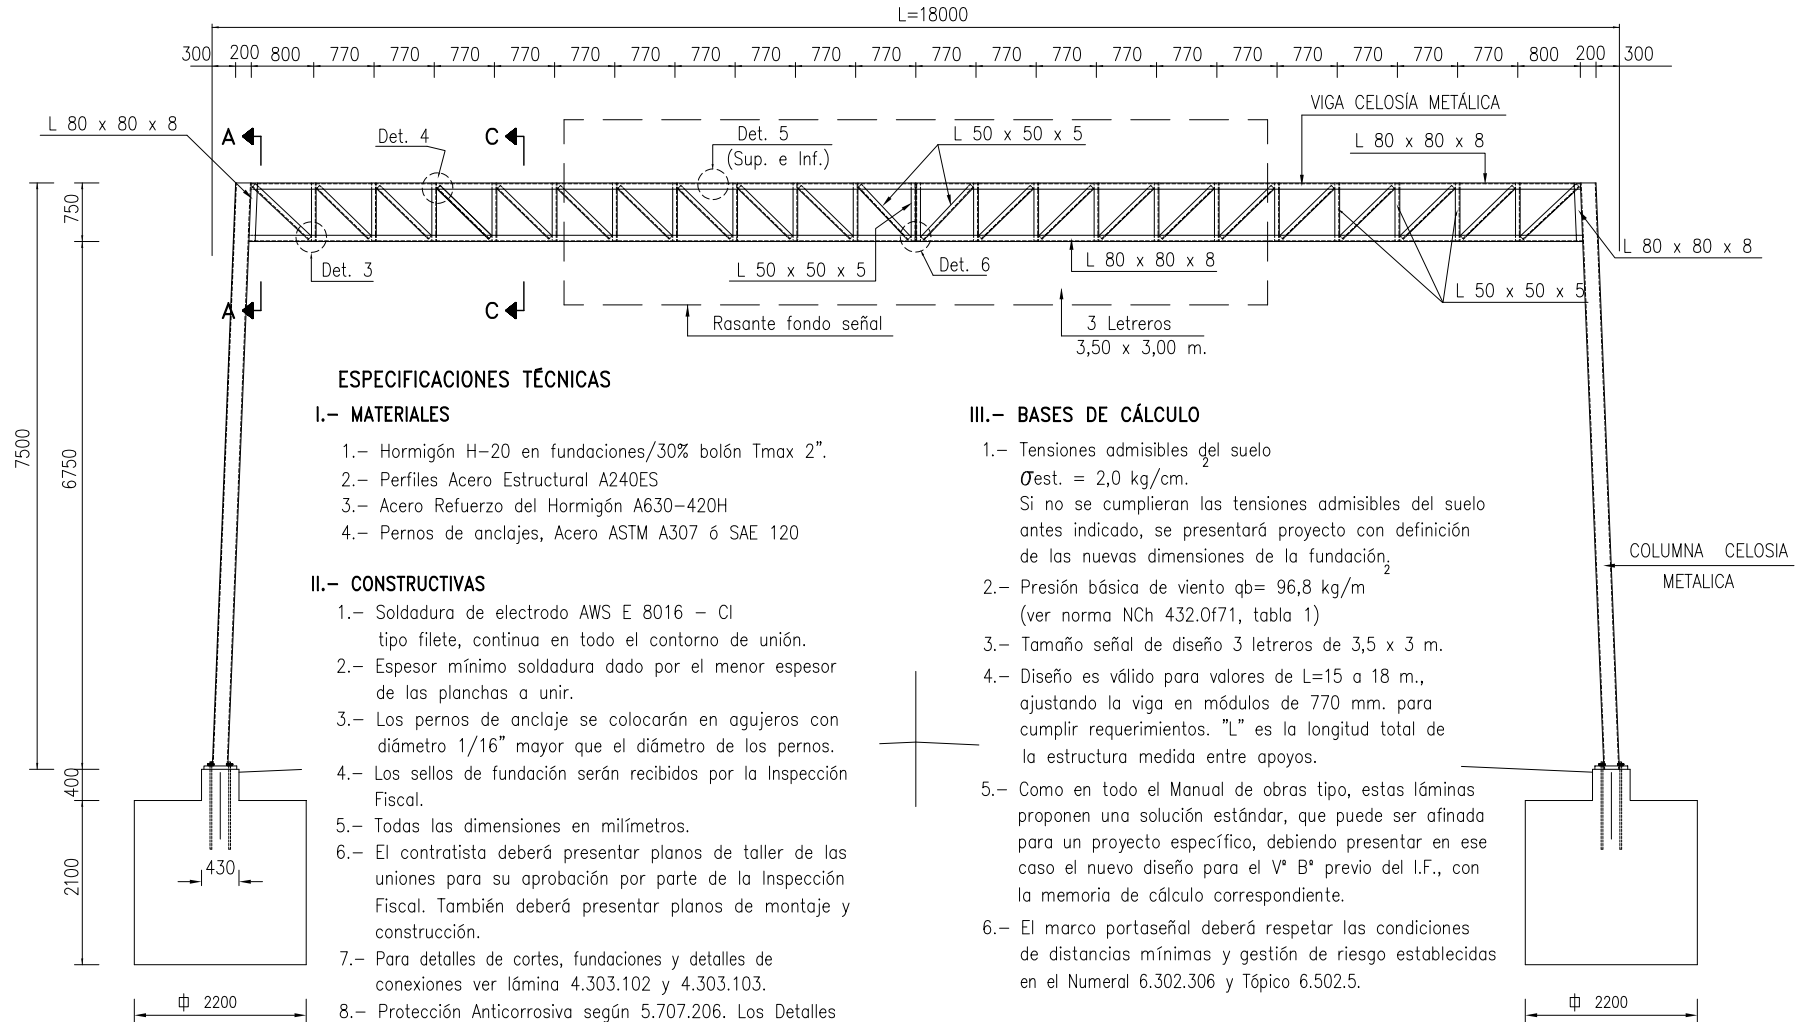 L=18000
300 200 800 770 770 770 770 770 770 770 770 770 770 770 770 770 770 770 770 770 770 770 770 800 200 300
VIGA CELOSÍA METÁLICA
L 80 x 80 x 8
A
Det. 4
C
Det. 5
(Sup. e Inf.)
L 50 x 50 x 5
L 80 x 80 x 8
750
Det. 3
L 50 x 50 x 5
Det. 6
L 80 x 80 x 8
L 80 x 80 x 8
L 50 x 50 x 5
A
C
Rasante fondo señal
3 Letreros
3,50 x 3,00 m.
7500
6750
400
2100
430
⌽ 2200
ESPECIFICACIONES TÉCNICAS
I.- MATERIALES
1.- Hormigón H-20 en fundaciones/30% bolón Tmax 2".
2.- Perfiles Acero Estructural A240ES
3.- Acero Refuerzo del Hormigón A630-420H
4.- Pernos de anclajes, Acero ASTM A307 ó SAE 120
II.- CONSTRUCTIVAS
1.- Soldadura de electrodo AWS E 8016 - CI
tipo filete, continua en todo el contorno de unión.
2.- Espesor mínimo soldadura dado por el menor espesor
de las planchas a unir.
3.- Los pernos de anclaje se colocarán en agujeros con
diámetro 1/16" mayor que el diámetro de los pernos.
4.- Los sellos de fundación serán recibidos por la Inspección
Fiscal.
5.- Todas las dimensiones en milímetros.
6.- El contratista deberá presentar planos de taller de las
uniones para su aprobación por parte de la Inspección
Fiscal. También deberá presentar planos de montaje y
construcción.
7.- Para detalles de cortes, fundaciones y detalles de
conexiones ver lámina 4.303.102 y 4.303.103.
8.- Protección Anticorrosiva según 5.707.206. Los Detalles
III.- BASES DE CÁLCULO
1.- Tensiones admisibles del suelo
σest. = 2,0 kg/cm.²
Si no se cumplieran las tensiones admisibles del suelo
antes indicado, se presentará proyecto con definición
de las nuevas dimensiones de la fundación.
2.- Presión básica de viento qb= 96,8 kg/m²
(ver norma NCh 432.0f71, tabla 1)
3.- Tamaño señal de diseño 3 letreros de 3,5 x 3 m.
4.- Diseño es válido para valores de L=15 a 18 m.,
ajustando la viga en módulos de 770 mm. para
cumplir requerimientos. "L" es la longitud total de
la estructura medida entre apoyos.
5.- Como en todo el Manual de obras tipo, estas láminas
proponen una solución estándar, que puede ser afinada
para un proyecto específico, debiendo presentar en ese
caso el nuevo diseño para el V° B° previo del I.F., con
la memoria de cálculo correspondiente.
6.- El marco portaseñal deberá respetar las condiciones
de distancias mínimas y gestión de riesgo establecidas
en el Numeral 6.302.306 y Tópico 6.502.5.
COLUMNA CELOSIA
METALICA
⌽ 2200